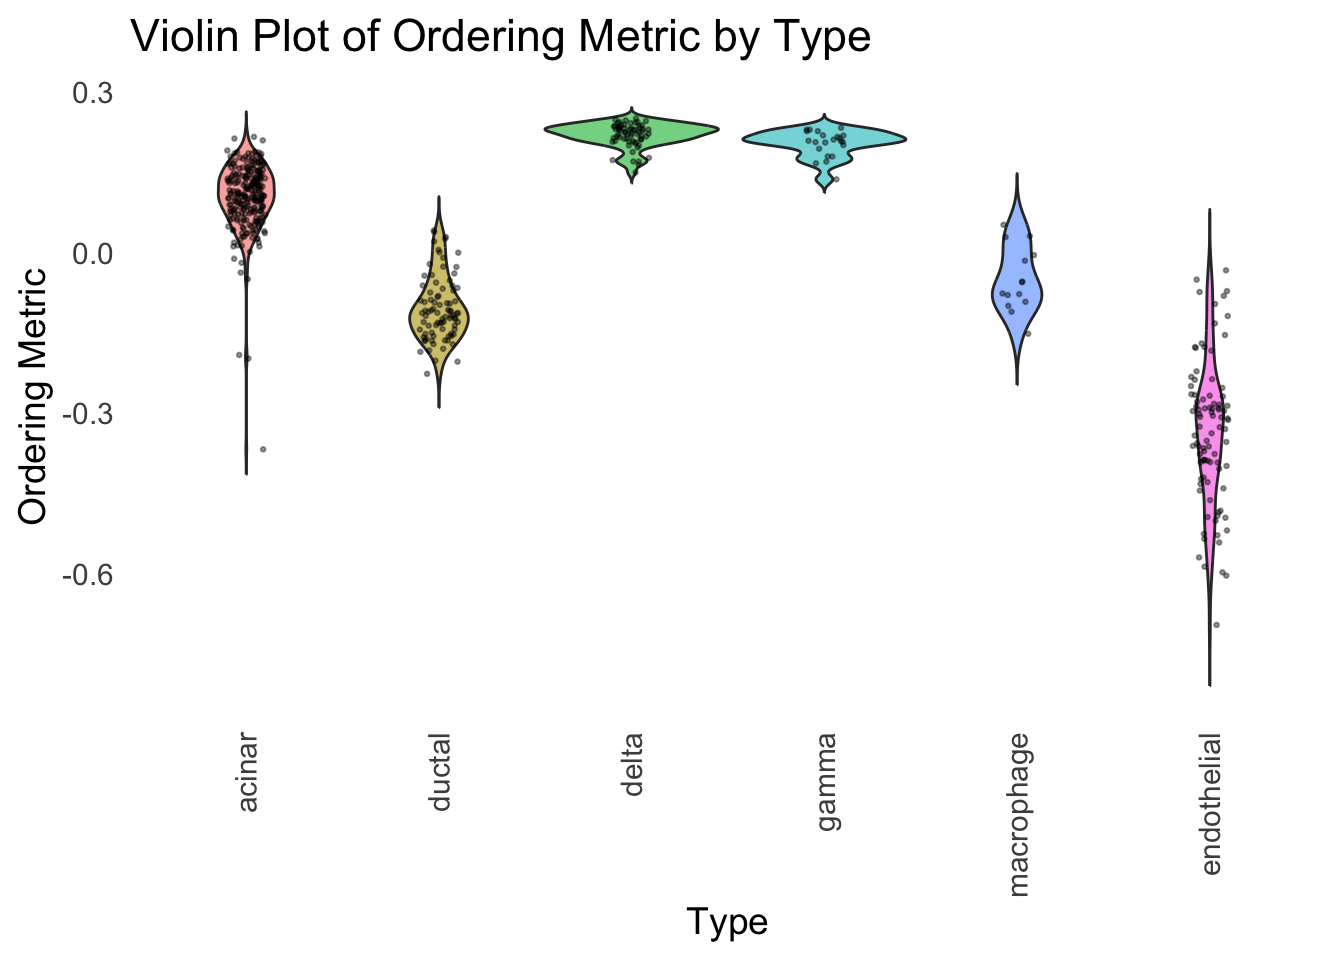 Violin Plot of Ordering Metric by Type
0.3
0.0
-0.3
-0.6
Ordering Metric
acinar
ductal
delta
gamma
macrophage
endothelial
Type